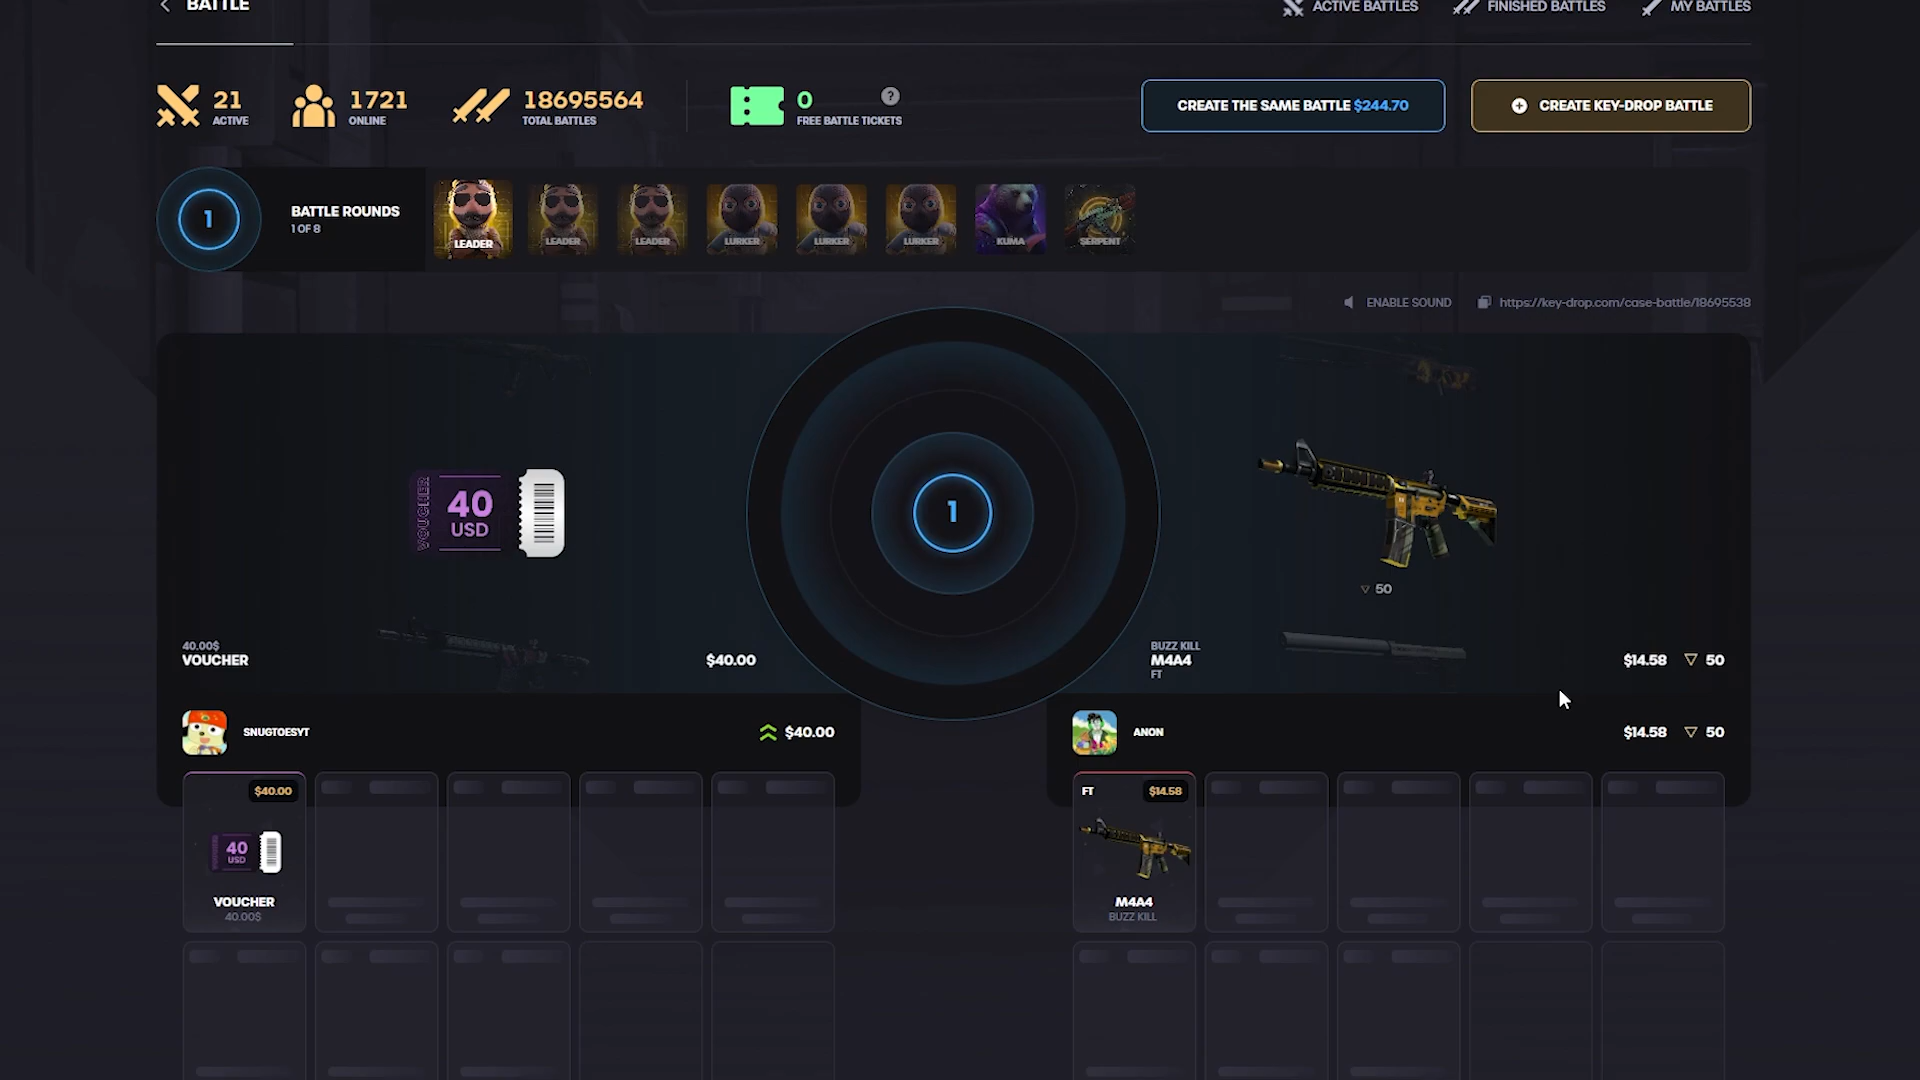 BATTLE
ACTIVE BATTLES
FINISHED BATTLES
MY BATTLES
21
ACTIVE
1721
ONLINE
18695564
TOTAL BATTLES
0
FREE BATTLE TICKETS
?
CREATE THE SAME BATTLE $244.70
CREATE KEY-DROP BATTLE
1
BATTLE ROUNDS
1 OF 8
LEADER
LEADER
LEADER
LURKER
LURKER
LURKER
KUMA
SERPENT
ENABLE SOUND
https://key-drop.com/case-battle/18695538
VOUCHER
40
USD
1
50
40.00$
VOUCHER
$40.00
BUZZ KILL
M4A4
FT
$14.58
50
SNUGTOESYT
$40.00
ANON
$14.58
50
$40.00
40
USD
VOUCHER
40.00$
FT
$14.58
M4A4
BUZZ KILL